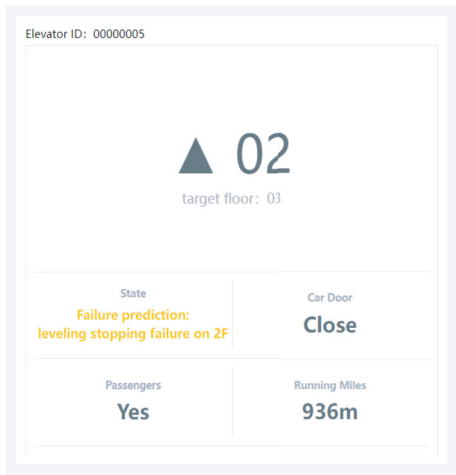 Elevator ID: 00000005
▲ 02
target floor: 03
State
Failure prediction:
leveling stopping failure on 2F
Car Door
Close
Passengers
Yes
Running Miles
936m